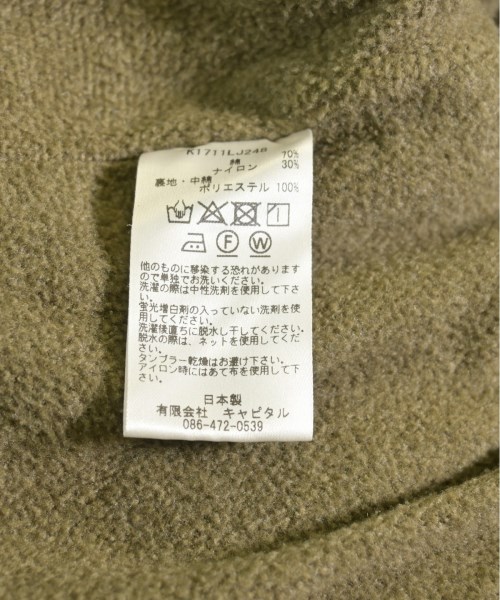 K1711LJ248
綿 70%
ナイロン 30%
裏地・中綿
ポリエステル 100%
F W
他のものに移染する恐れがあります
ので単独でお洗いください。
洗濯の際は中性洗剤を使用して下さ
い。
蛍光増白剤の入っていない洗剤を使
用してください。
洗濯後直ちに脱水し干してください.
脱水の際は、ネットを使用してくだ
さい。
タンブラー乾燥はお避け下さい。
アイロン時にはあて布を使用して下
さい。
日本製
有限会社 キャピタル
086-472-0539